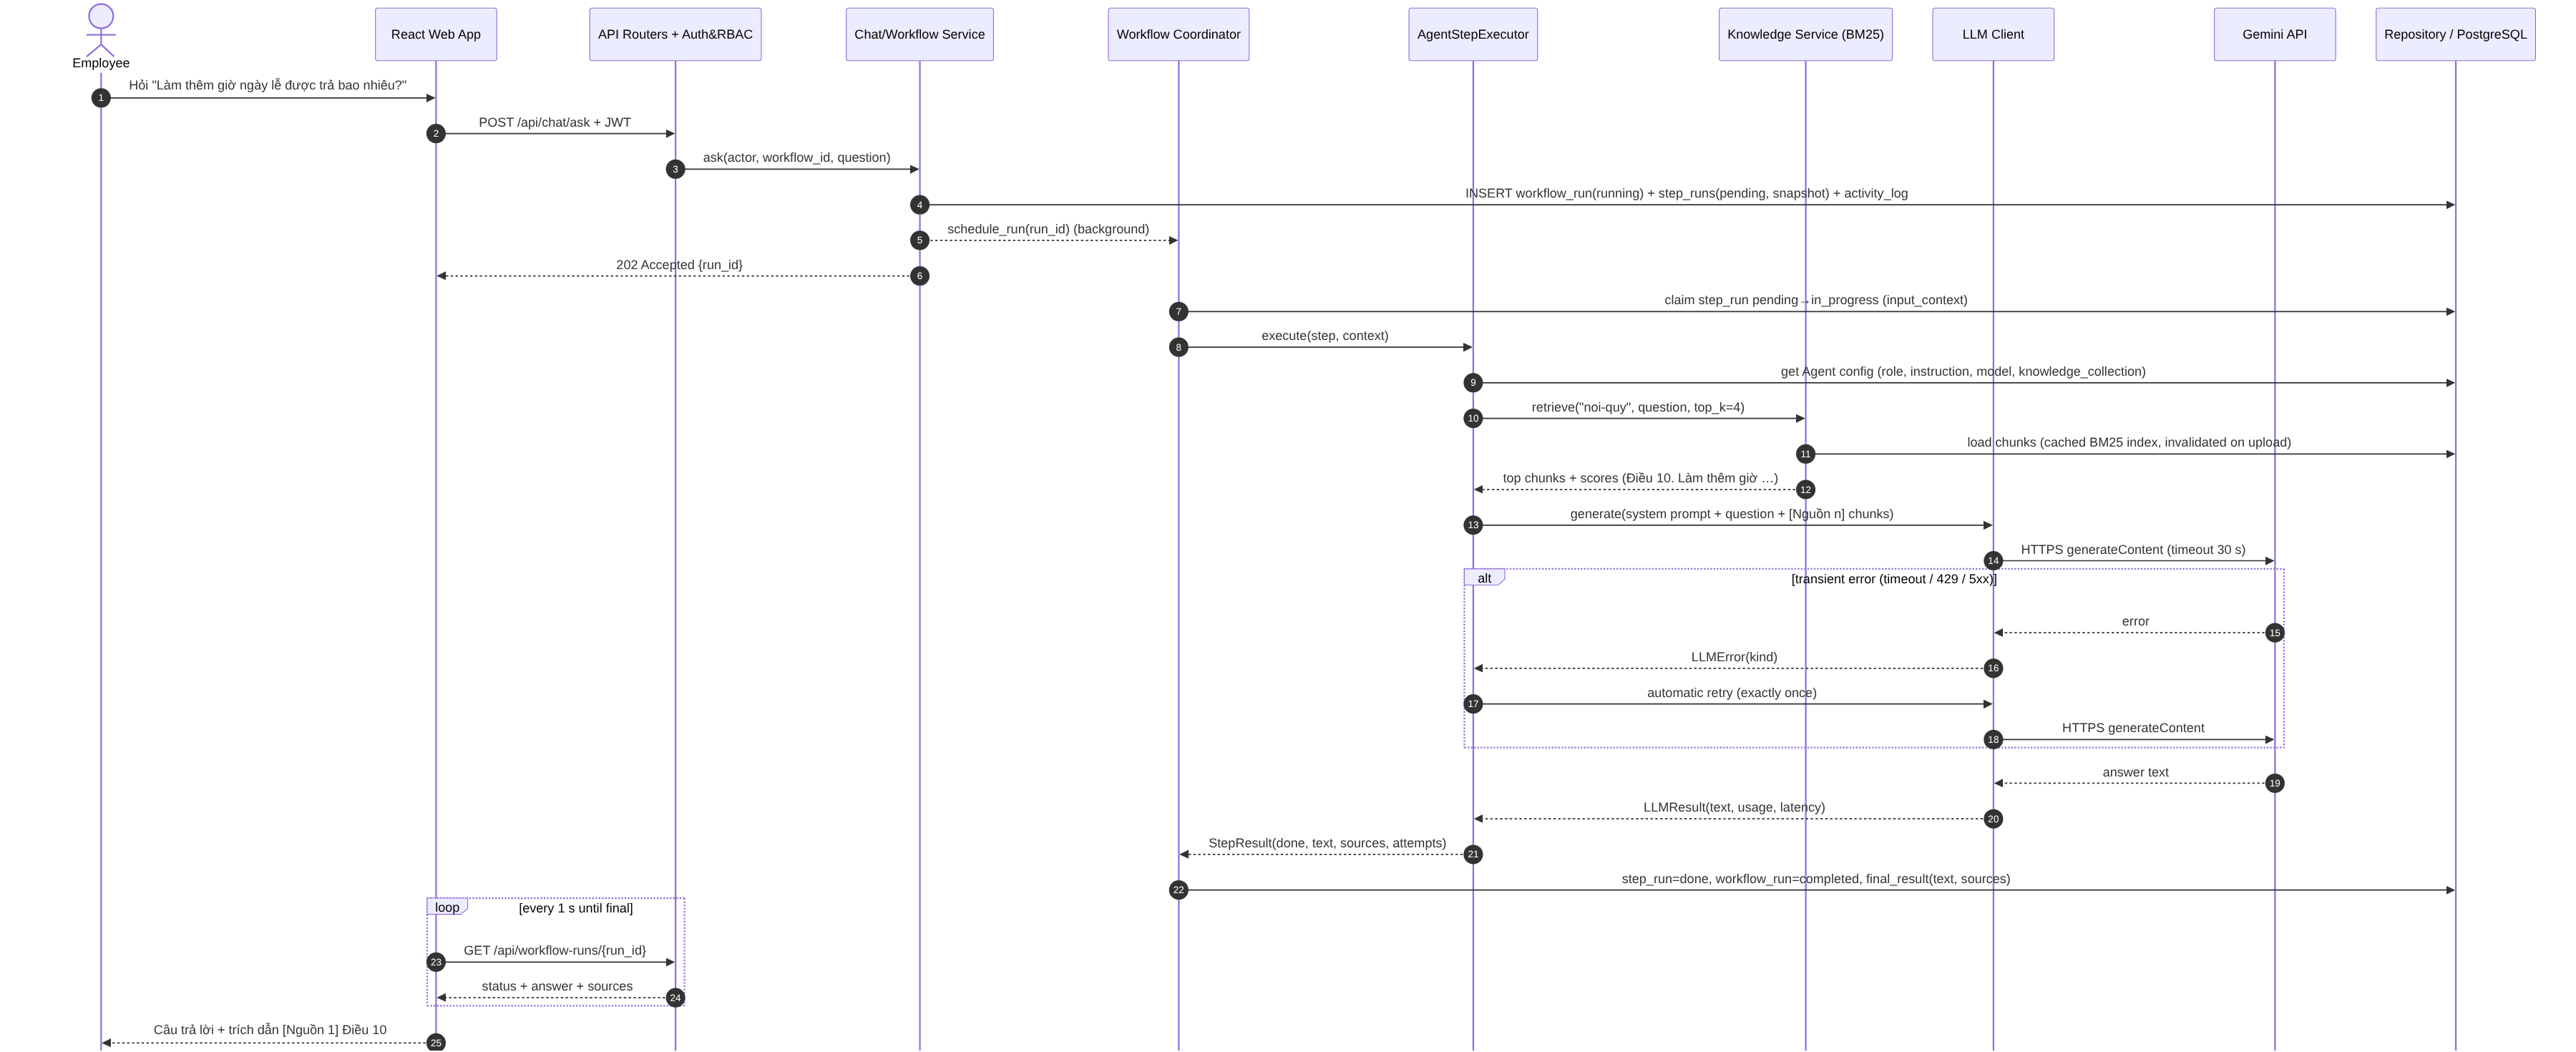 Employee
React Web App
API Routers + Auth&RBAC
Chat/Workflow Service
Workflow Coordinator
AgentStepExecutor
Knowledge Service (BM25)
LLM Client
Gemini API
Repository / PostgreSQL
1 Hỏi "Làm thêm giờ ngày lễ được trả bao nhiêu?"
2 POST /api/chat/ask + JWT
3 ask(actor, workflow_id, question)
4 INSERT workflow_run(running) + step_runs(pending, snapshot) + activity_log
5 schedule_run(run_id) (background)
6 202 Accepted {run_id}
7 claim step_run pending→in_progress (input_context)
8 execute(step, context)
9 get Agent config (role, instruction, model, knowledge_collection)
10 retrieve("noi-quy", question, top_k=4)
11 load chunks (cached BM25 index, invalidated on upload)
12 top chunks + scores (Điều 10. Làm thêm giờ …)
13 generate(system prompt + question + [Nguồn n] chunks)
14 HTTPS generateContent (timeout 30 s)
alt [transient error (timeout / 429 / 5xx)]
15 error
16 LLMError(kind)
17 automatic retry (exactly once)
18 HTTPS generateContent
19 answer text
20 LLMResult(text, usage, latency)
21 StepResult(done, text, sources, attempts)
22 step_run=done, workflow_run=completed, final_result(text, sources)
loop [every 1 s until final]
23 GET /api/workflow-runs/{run_id}
24 status + answer + sources
25 Câu trả lời + trích dẫn [Nguồn 1] Điều 10